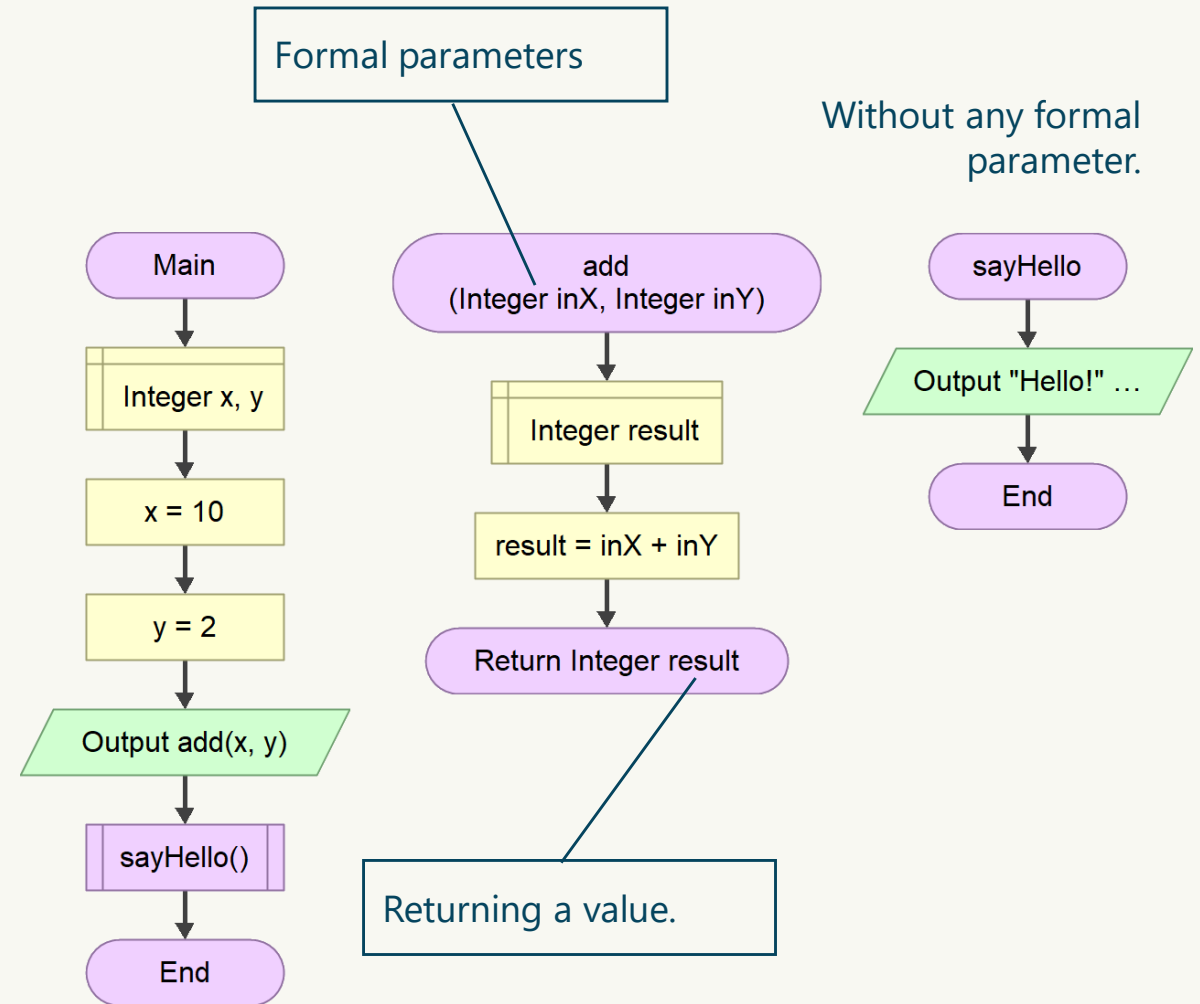 Formal parameters
Without any formal
parameter.
Main
Integer x, y
x = 10
y = 2
Output add(x, y)
sayHello()
End
add
(Integer inX, Integer inY)
Integer result
result = inX + inY
Return Integer result
Returning a value.
sayHello
Output "Hello!" …
End